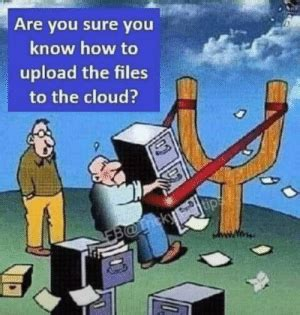 Are you sure you
know how to
upload the files
to the cloud?